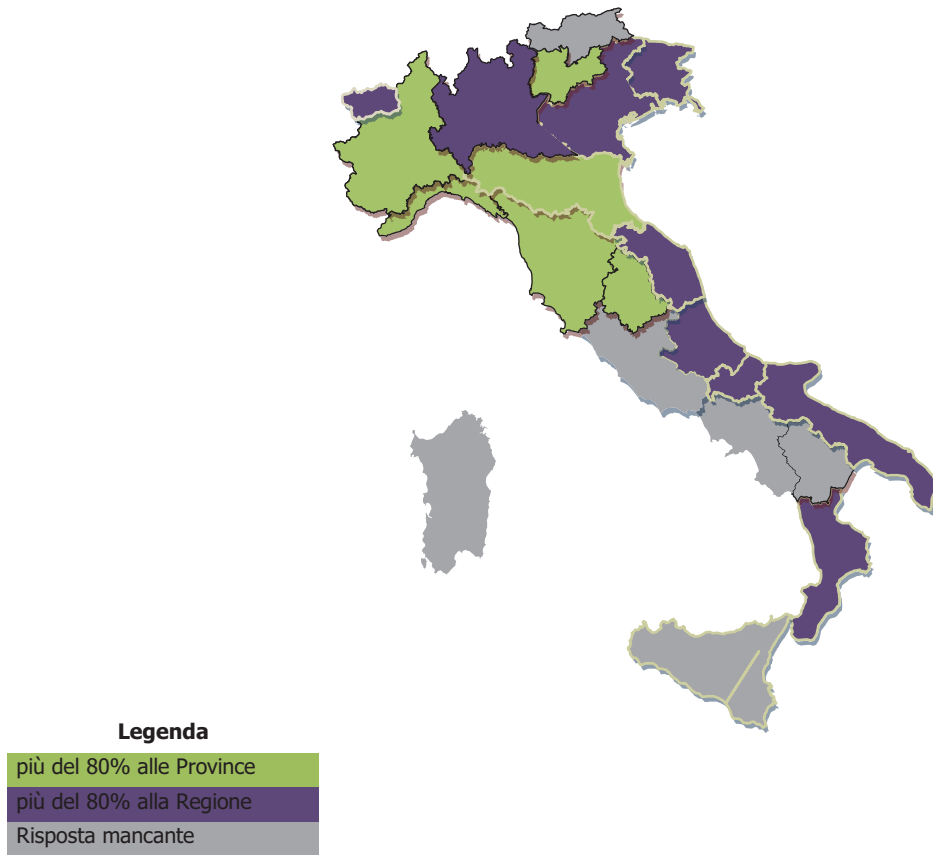 Legenda
più del 80% alle Province
più del 80% alla Regione
Risposta mancante